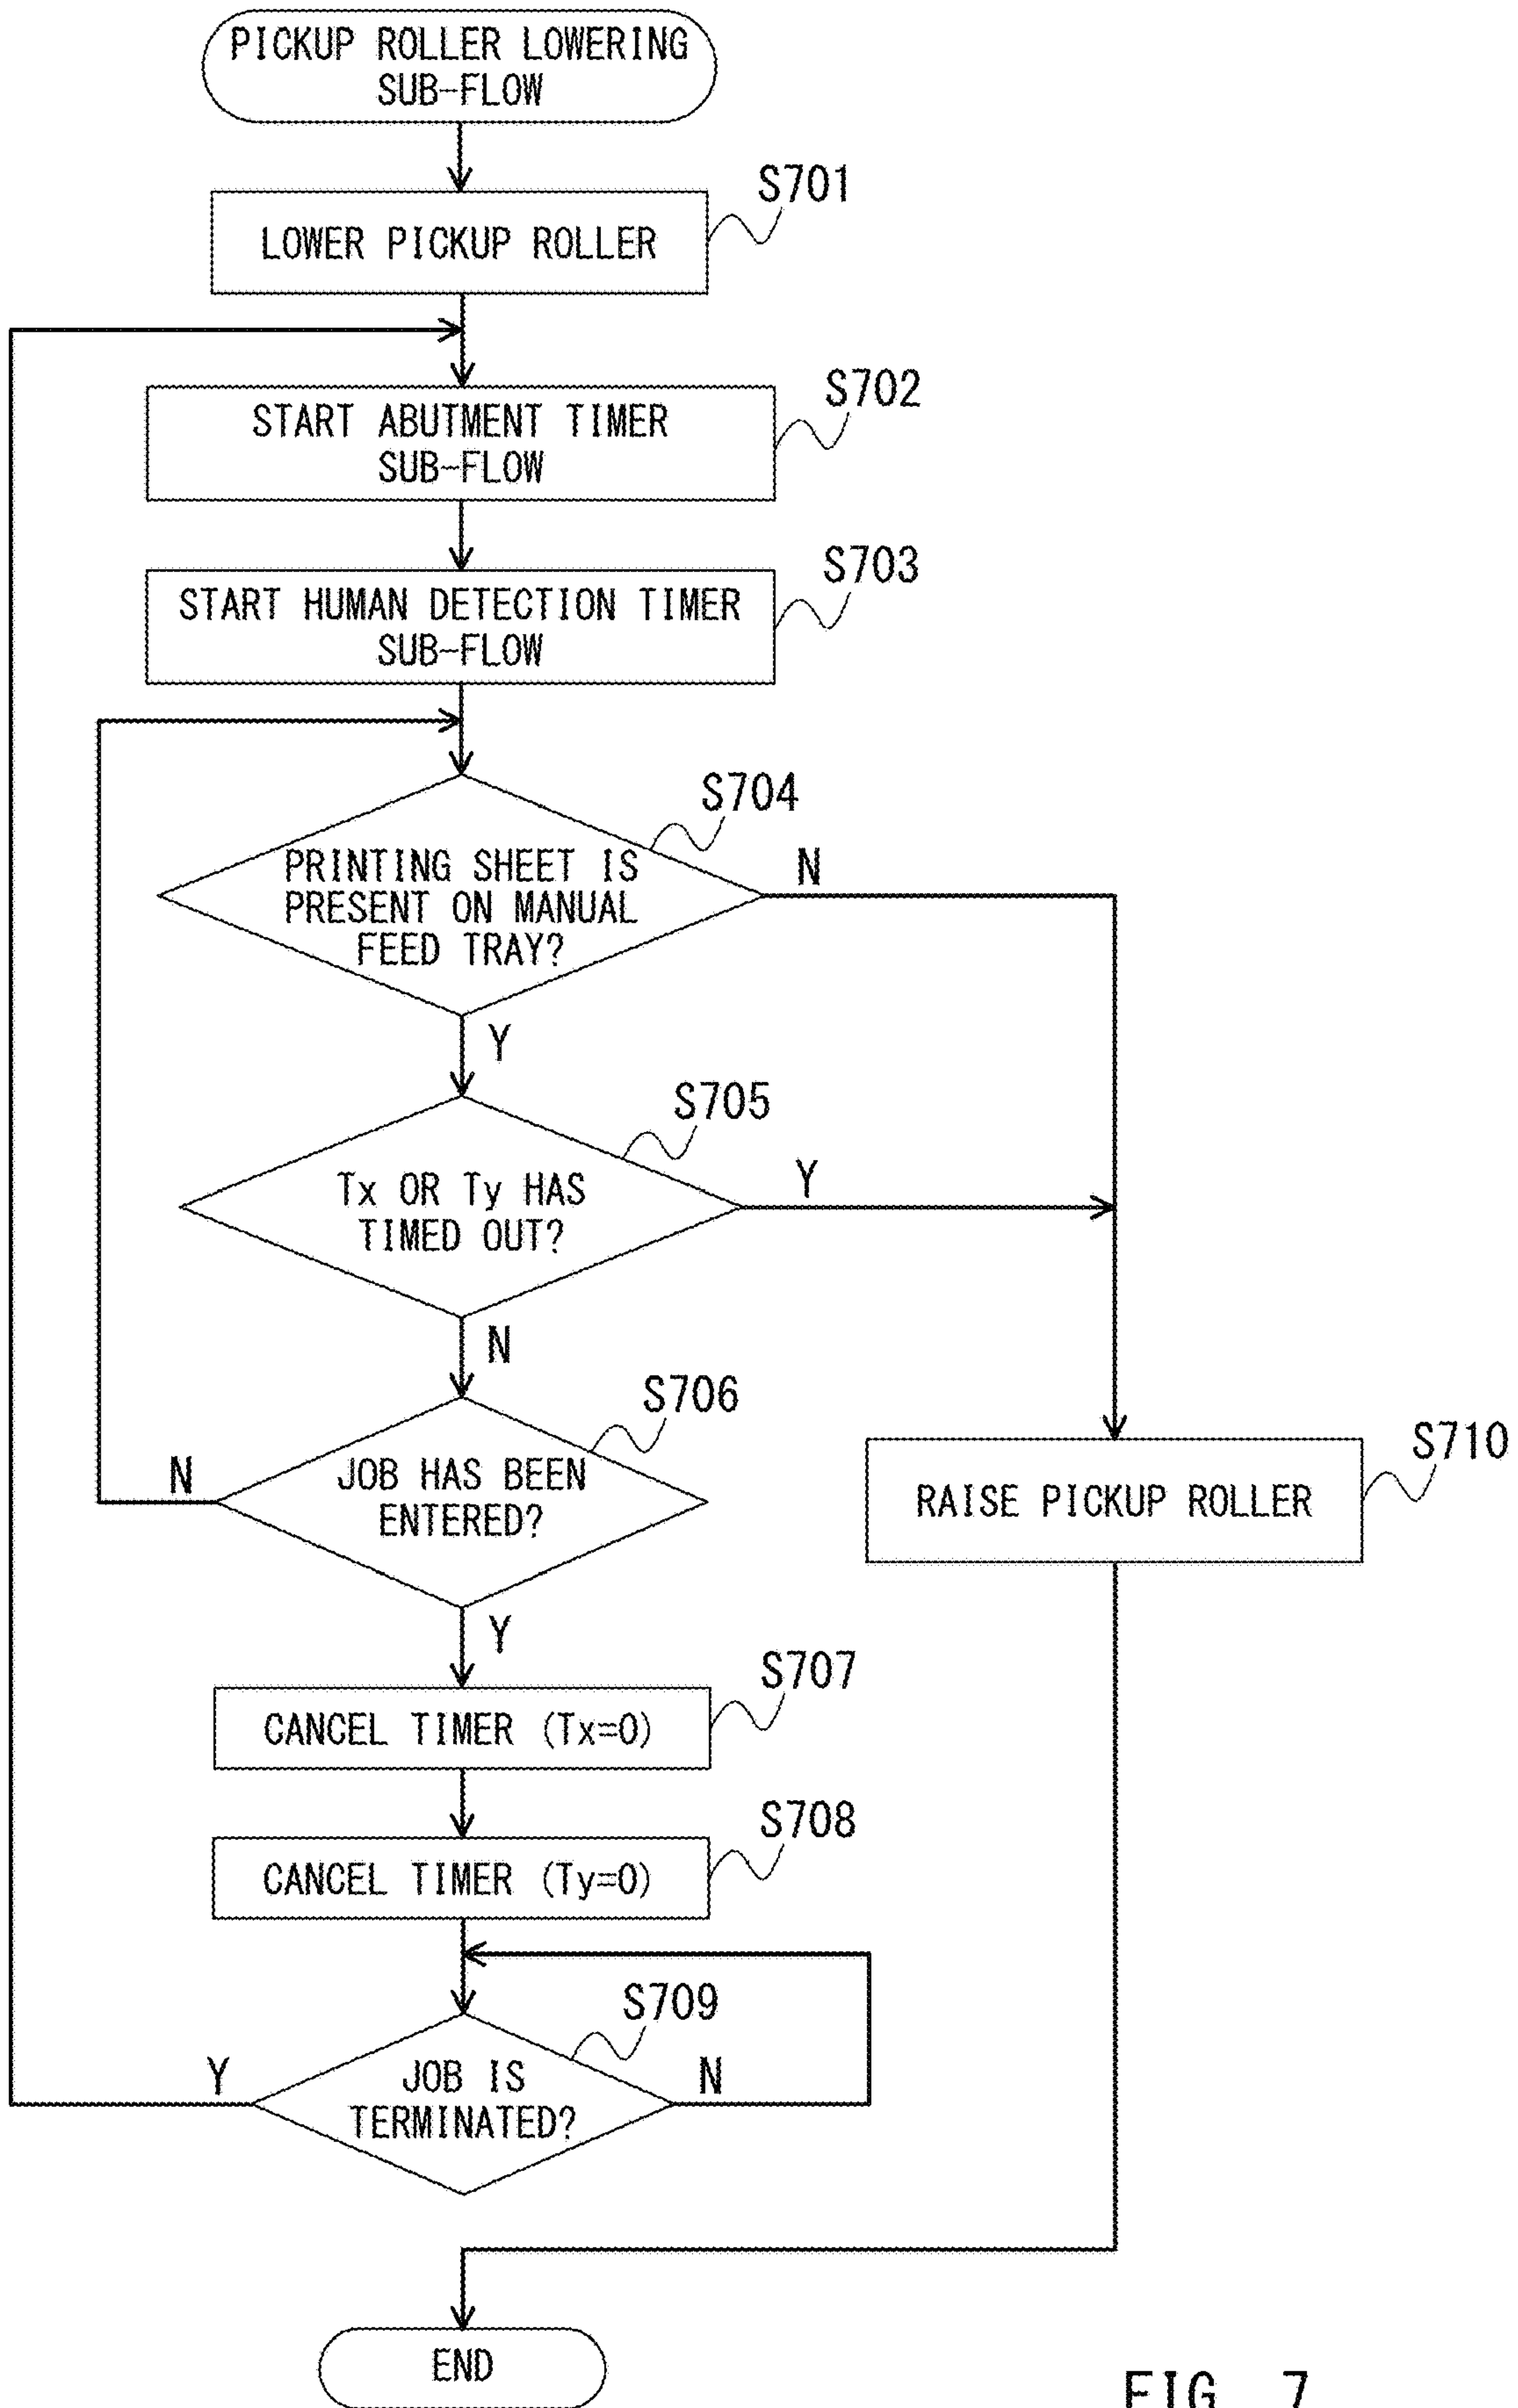 PICKUP ROLLER LOWERING
SUB-FLOW
S701
LOWER PICKUP ROLLER
S702
START ABUTMENT TIMER
SUB-FLOW
S703
START HUMAN DETECTION TIMER
SUB-FLOW
S704
PRINTING SHEET IS
PRESENT ON MANUAL
FEED TRAY?
N
Y
S705
Tx OR Ty HAS
TIMED OUT?
Y
N
S706
JOB HAS BEEN
ENTERED?
N
Y
S710
RAISE PICKUP ROLLER
S707
CANCEL TIMER (Tx=0)
S708
CANCEL TIMER (Ty=0)
S709
JOB IS
TERMINATED?
Y
N
END
FIG. 7